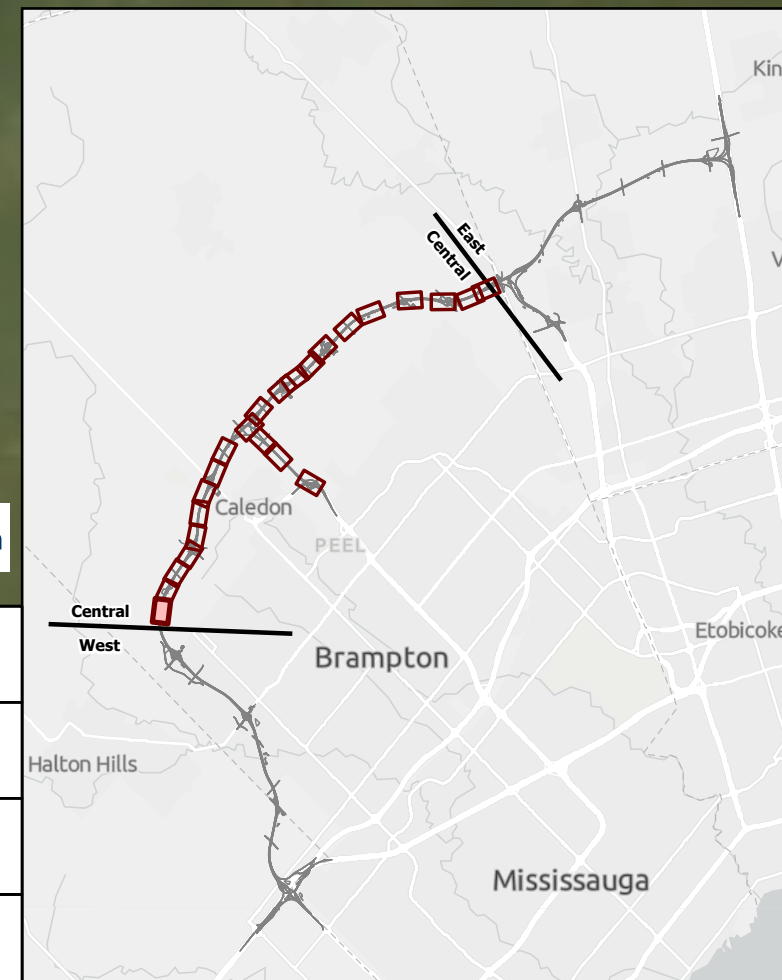 Kin
East
Central
V
Caledon
PEEL
Central
West
Etobicoke
Brampton
Halton Hills
Mississauga